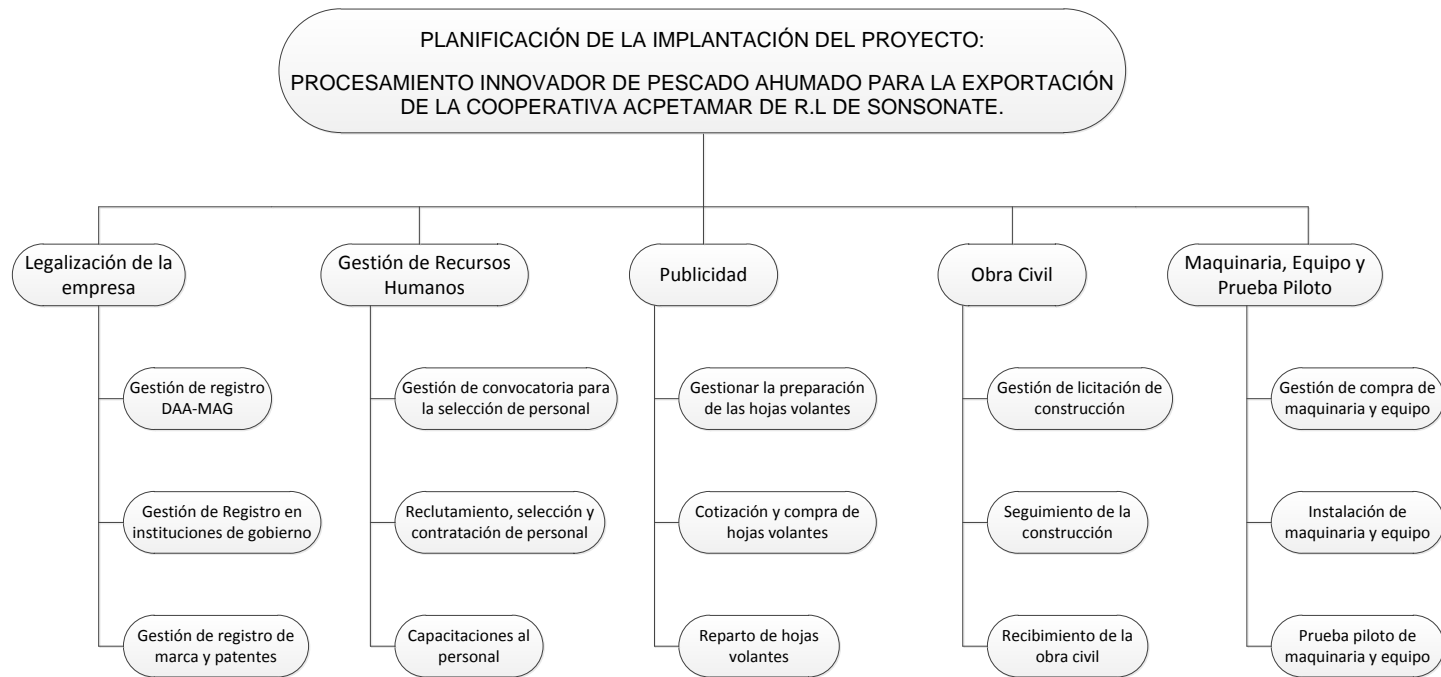 PLANIFICACIÓN DE LA IMPLANTACIÓN DEL PROYECTO:
PROCESAMIENTO INNOVADOR DE PESCADO AHUMADO PARA LA EXPORTACIÓN
DE LA COOPERATIVA ACPETAMAR DE R.L DE SONSONATE.
Legalización de la
empresa
Gestión de registro
DAA-MAG
Gestión de Registro en
instituciones de gobierno
Gestión de registro de
marca y patentes
Gestión de Recursos
Humanos
Gestión de convocatoria para
la selección de personal
Reclutamiento, selección y
contratación de personal
Capacitaciones al
personal
Publicidad
Gestionar la preparación
de las hojas volantes
Cotización y compra de
hojas volantes
Reparto de hojas
volantes
Obra Civil
Gestión de licitación de
construcción
Seguimiento de la
construcción
Recibimiento de la
obra civil
Maquinaria, Equipo y
Prueba Piloto
Gestión de compra de
maquinaria y equipo
Instalación de
maquinaria y equipo
Prueba piloto de
maquinaria y equipo